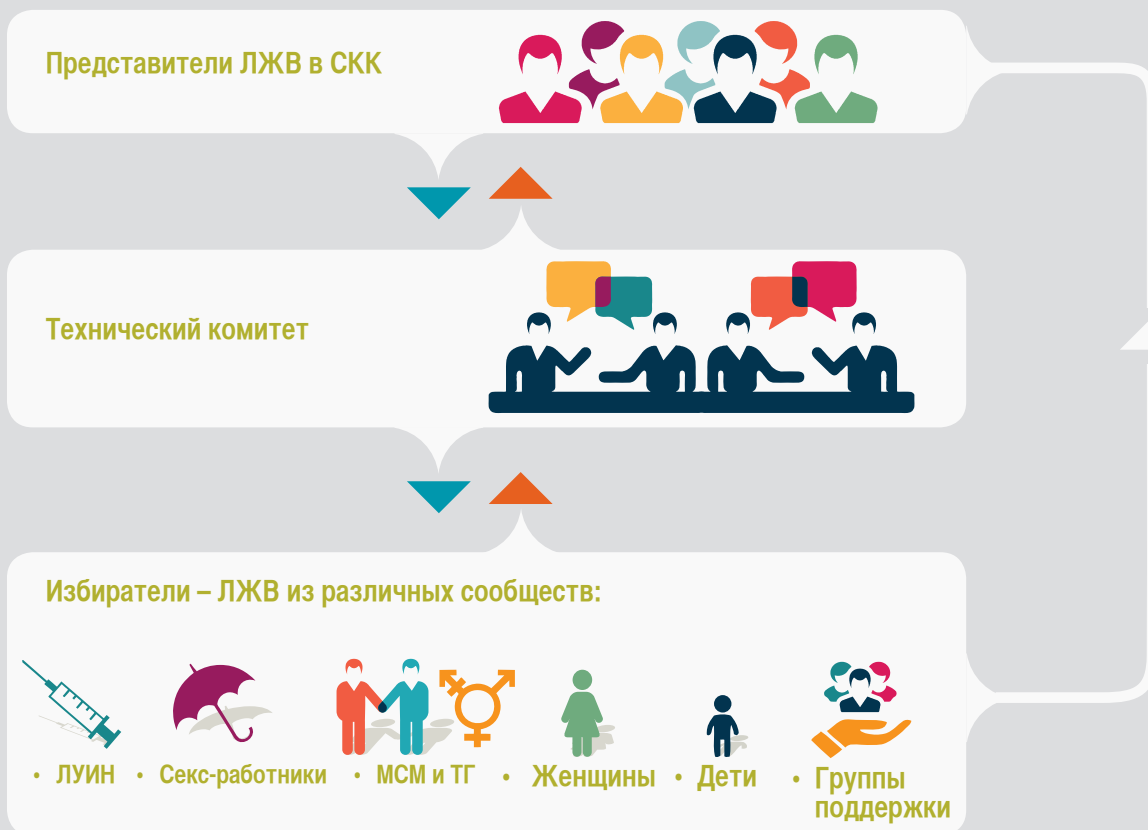 Представители ЛЖВ в СКК
Технический комитет
Избиратели – ЛЖВ из различных сообществ:
• ЛУИН • Секс-работники • МСМ и ТГ • Женщины • Дети • Группы
поддержки